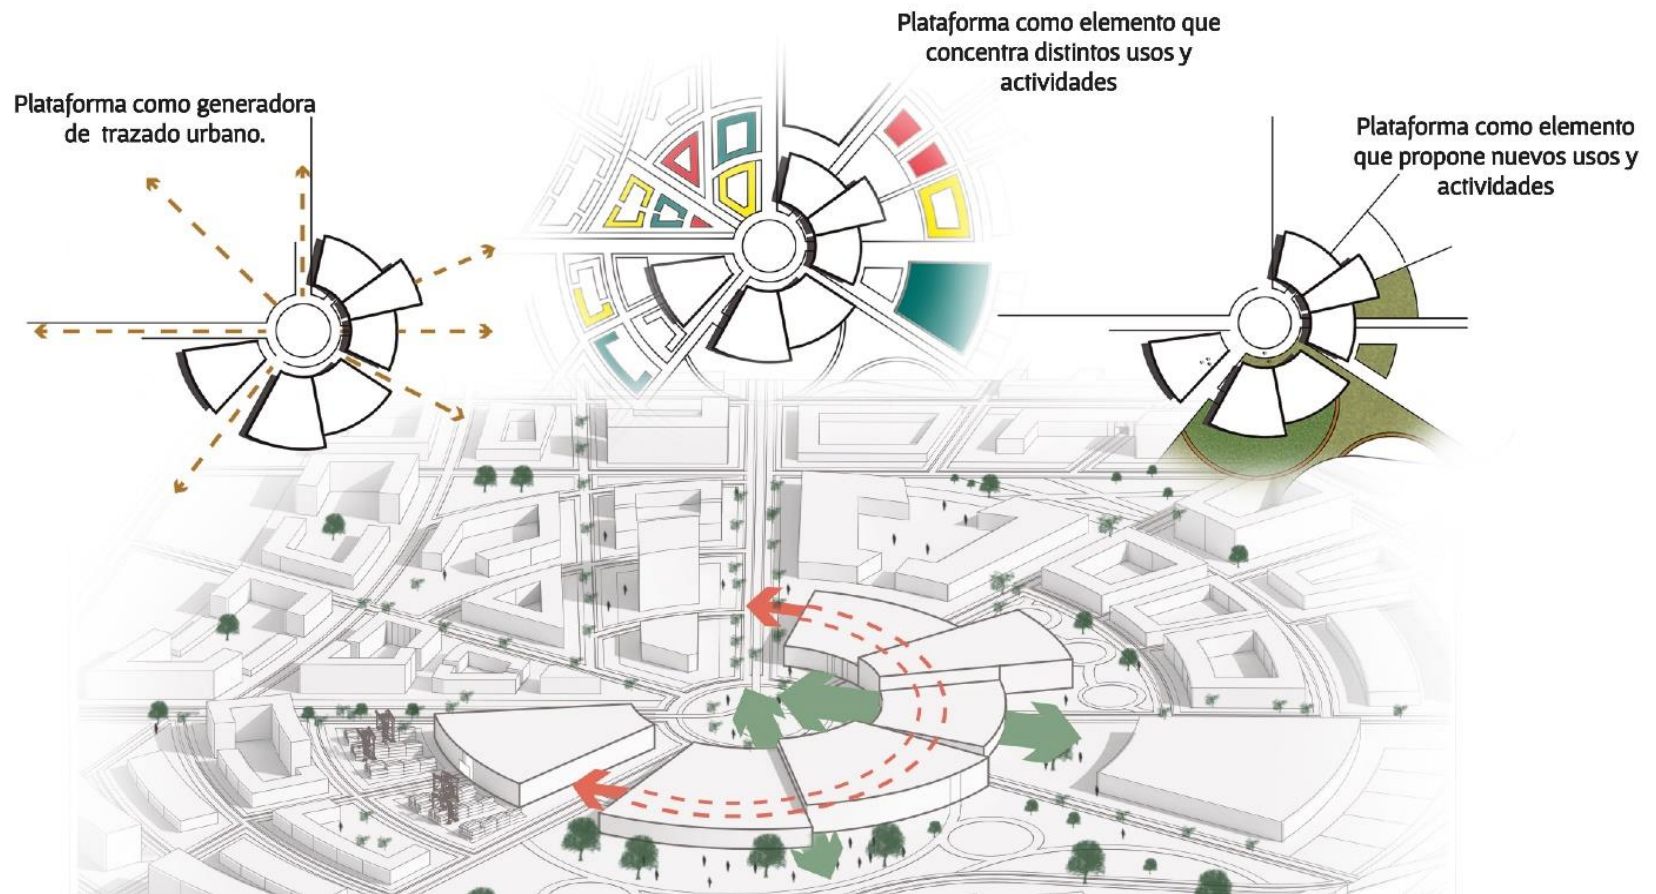 Plataforma como generadora
de trazado urbano.
Plataforma como elemento que
concentra distintos usos y
actividades
Plataforma como elemento
que propone nuevos usos y
actividades